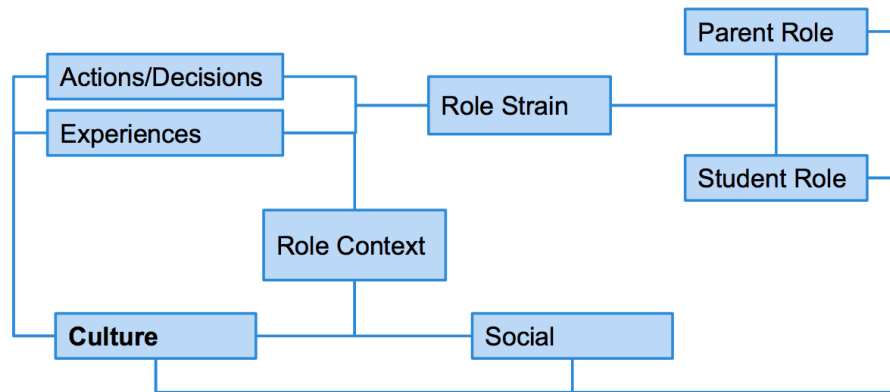 Parent Role
Actions/Decisions
Role Strain
Experiences
Student Role
Role Context
Culture
Social